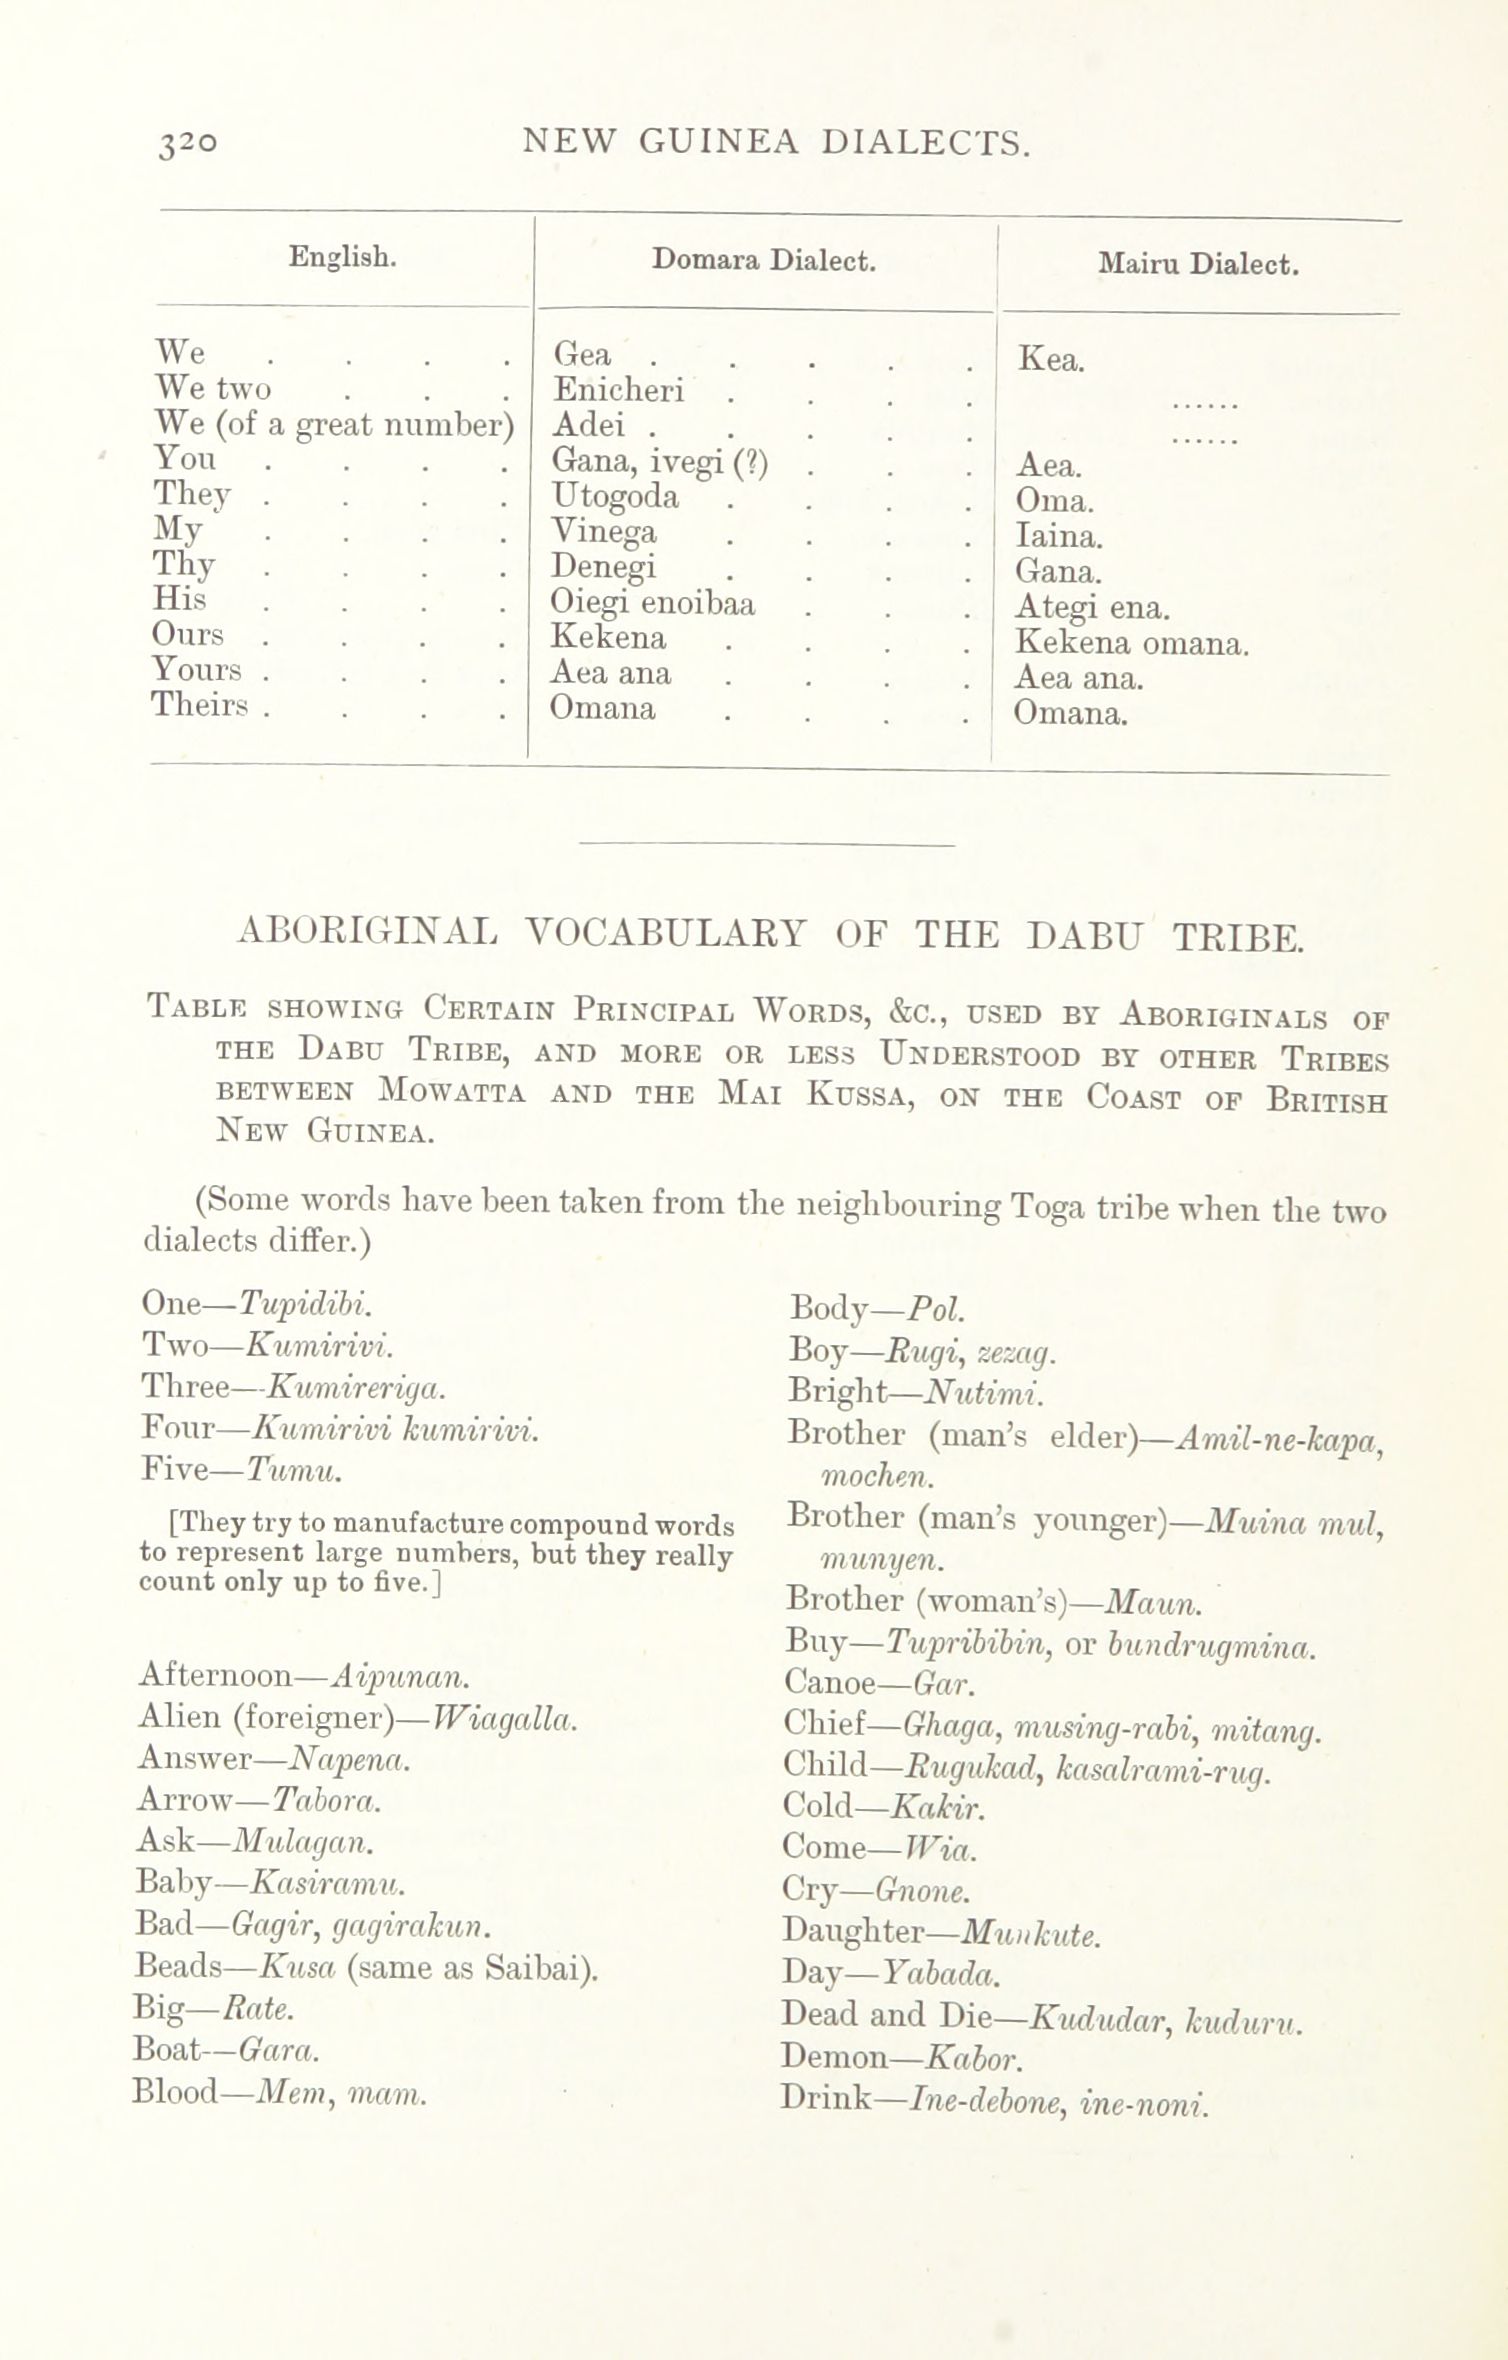 320 NEW GUINEA DIALECTS.
English. Domara Dialect. Mairu Dialect.
We . . . . Gea . . . . . Kea.
We two . . . Enicheri . . . . ......
We (of a great number) Adei . . . . . ......
You . . . . Gana, ivegi (?) . . . Aea.
They . . . . Utogoda . . . . Oma.
My . . . . Vinega . . . . Iaina.
Thy . . . . Denegi . . . . Gana.
His . . . . Oiegi enoibaa . . . Ategi ena.
Ours . . . . Kekena . . . . Kekena omana.
Yours . . . . Aea ana . . . . Aea ana.
Theirs . . . . Omana . . . . Omana.
ABORIGINAL VOCABULARY OF THE DABU TRIBE.
TABLE SHOWING CERTAIN PRINCIPAL WORDS, &C., USED BY ABORIGINALS OF
THE DABU TRIBE, AND MORE OR LESS UNDERSTOOD BY OTHER TRIBES
BETWEEN MOWATTA AND THE MAI KUSSA, ON THE COAST OF BRITISH
NEW GUINEA.
(Some words have been taken from the neighbouring Toga tribe when the two
dialects differ.)
One—Tupidibi.
Two—Kumirivi.
Three—Kumireriga.
Four—Kumirivi kumirivi.
Five—Tumu.
[They try to manufacture compound words
to represent large numbers, but they really
count only up to five.]
Afternoon—Aipunan.
Alien (foreigner)—Wiagalla.
Answer—Napena.
Arrow—Tabora.
Ask—Mulagan.
Baby—Kasiramu.
Bad—Gagir, gagirakun.
Beads—Kusa (same as Saibai).
Big—Rate.
Boat—Gara.
Blood—Mem, mam.
Body—Pol.
Boy—Rugi, zezag.
Bright—Nutimi.
Brother (man's elder)—Amil-ne-kapa,
mochen.
Brother (man's younger)—Muina mul,
munyen.
Brother (woman's)—Maun.
Buy—Tupribibin, or bundrugmina.
Canoe—Gar.
Chief—Ghaga, musing-rabi, mitang.
Child—Rugukad, kasalrami-rug.
Cold—Kakir.
Come—Wia.
Cry—Gnone.
Daughter—Munkute.
Day—Yabada.
Dead and Die—Kududar, kuduru.
Demon—Kabor.
Drink—Ine-debone, ine-noni.